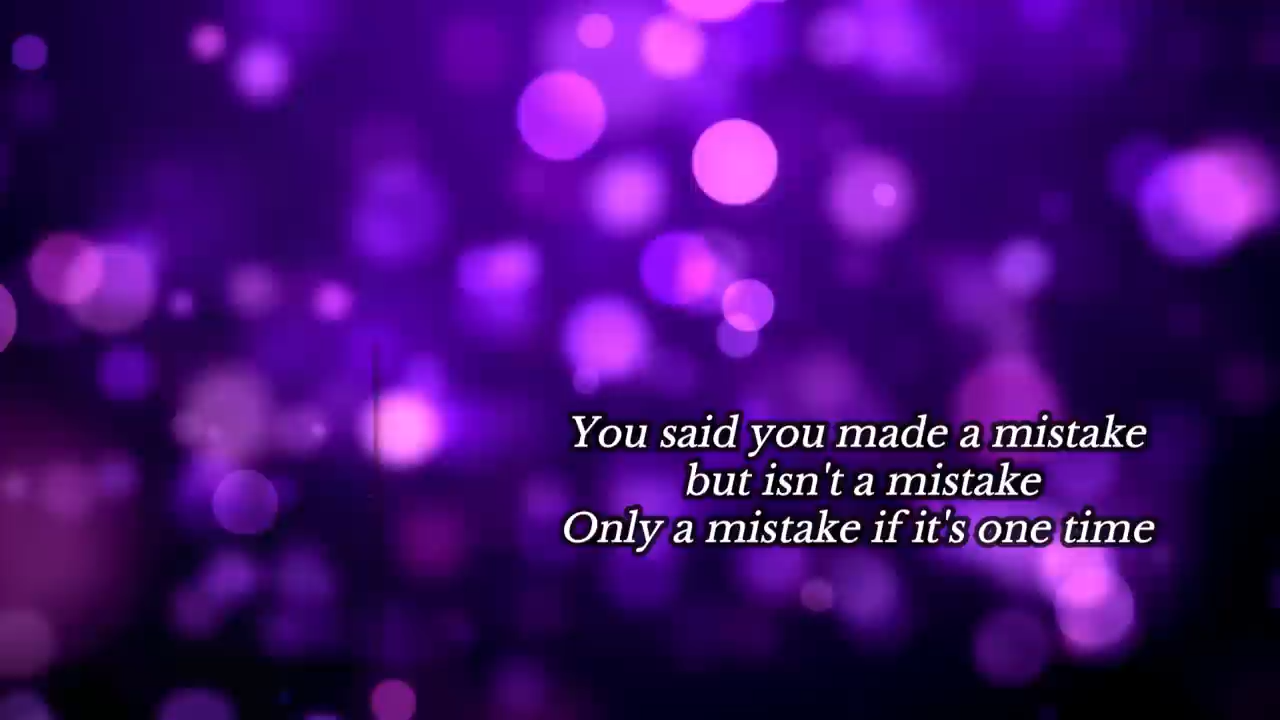 You said you made a mistake
but isn't a mistake
Only a mistake if it's one time